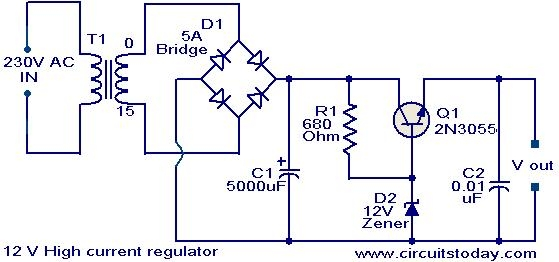 T1
0
15
230V AC
IN
D1
5A
Bridge
R1
680
Ohm
Q1
2N3055
+
C1
5000uF
D2
12V
Zener
C2
0.01
uF
V out
12 V High current regulator
www.circuitstoday.com